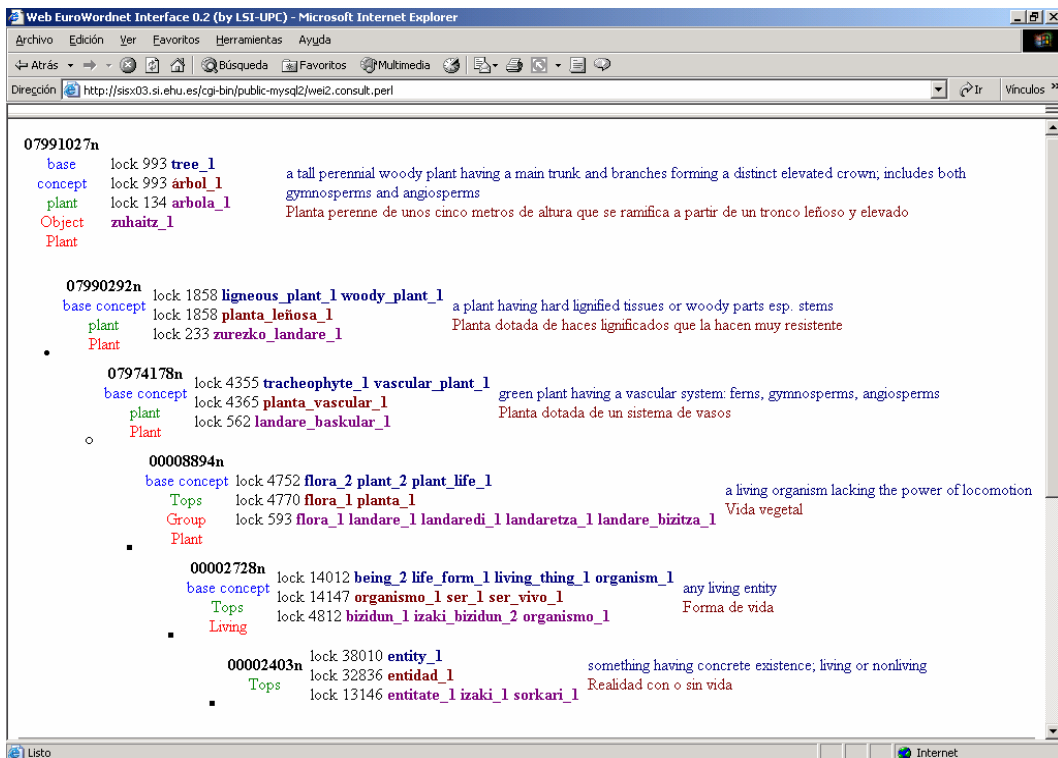 Web EuroWordnet Interface 0.2 (by LSI-UPC) - Microsoft Internet Explorer
Archivo Edición Ver Favoritos Herramientas Ayuda
Atrás Búsqueda Favoritos Multimedia
Dirección http://sisx03.si.ehu.es/cgi-bin/public-mysql2/wei2.consult.perl Ir Vínculos »
07991027n
base concept
plant
Object
Plant
lock 993 tree_1
lock 993 árbol_1
lock 134 arbola_1
zuhaitz_1
a tall perennial woody plant having a main trunk and branches forming a distinct elevated crown; includes both
gymnosperms and angiosperms
Planta perenne de unos cinco metros de altura que se ramifica a partir de un tronco leñoso y elevado
07990292n
base concept
plant
Plant
lock 1858 ligneous_plant_1 woody_plant_1
lock 1858 planta_leñosa_1
lock 233 zurezko_landare_1
a plant having hard lignified tissues or woody parts esp. stems
Planta dotada de haces lignificados que la hacen muy resistente
07974178n
base concept
plant
Plant
lock 4355 tracheophyte_1 vascular_plant_1
lock 4365 planta_vascular_1
lock 562 landare_baskular_1
green plant having a vascular system: ferns, gymnosperms, angiosperms
Planta dotada de un sistema de vasos
00008894n
base concept
Tops
Group
Plant
lock 4752 flora_2 plant_2 plant_life_1
lock 4770 flora_1 planta_1
lock 593 flora_1 landare_1 landaredi_1 landaretza_1 landare_bizitza_1
a living organism lacking the power of locomotion
Vida vegetal
00002728n
base concept
Tops
Living
lock 14012 being_2 life_form_1 living_thing_1 organism_1
lock 14147 organismo_1 ser_1 ser_vivo_1
lock 4812 bizidun_1 izaki_bizidun_2 organismo_1
any living entity
Forma de vida
00002403n
Tops
lock 38010 entity_1
lock 32836 entidad_1
lock 13146 entitate_1 izaki_1 sorkari_1
something having concrete existence; living or nonliving
Realidad con o sin vida
Listo Internet